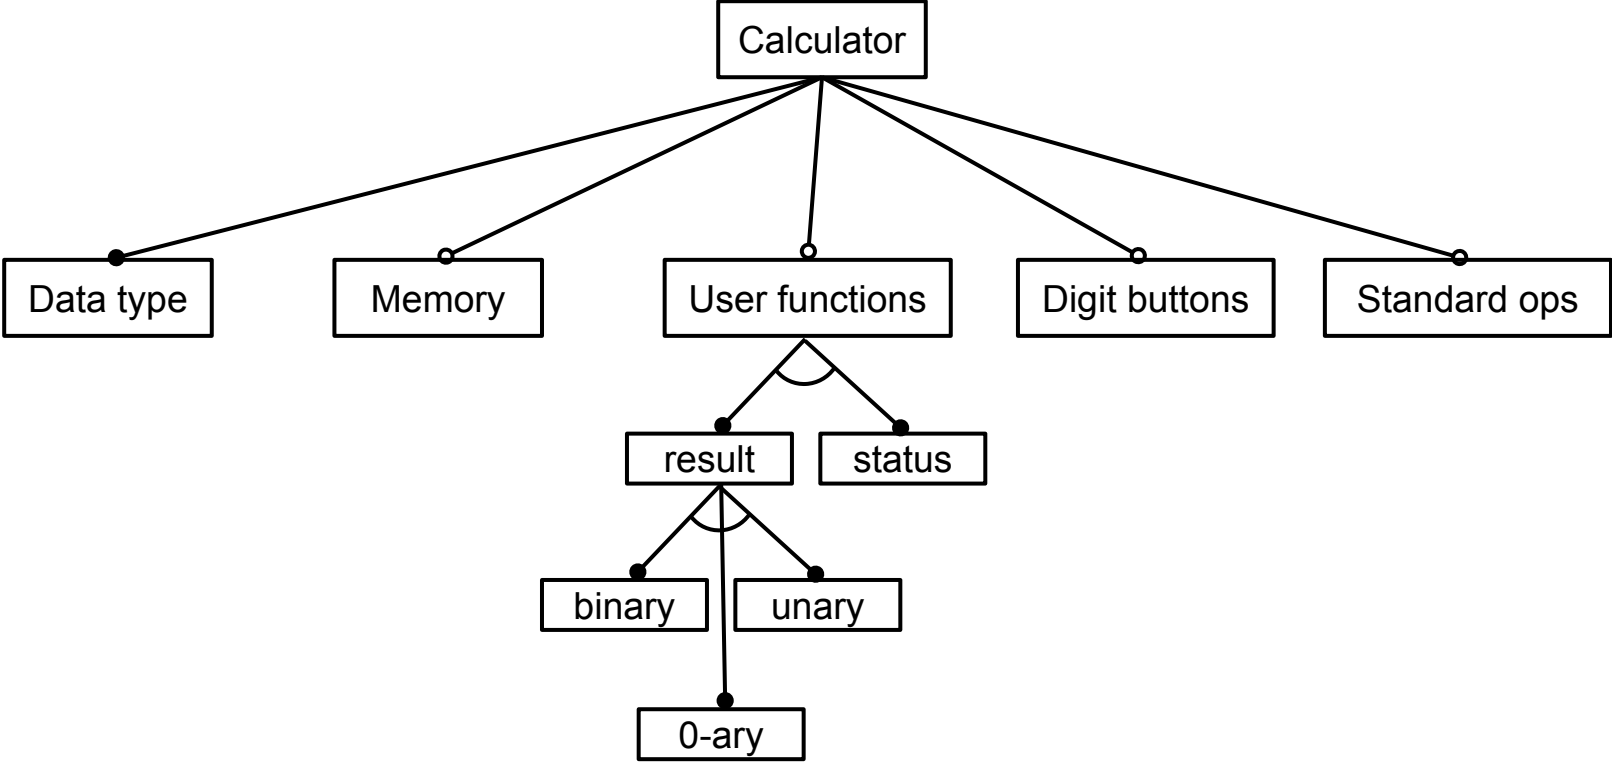 Calculator
Data type
Memory
User functions
Digit buttons
Standard ops
result
status
binary
unary
0-ary